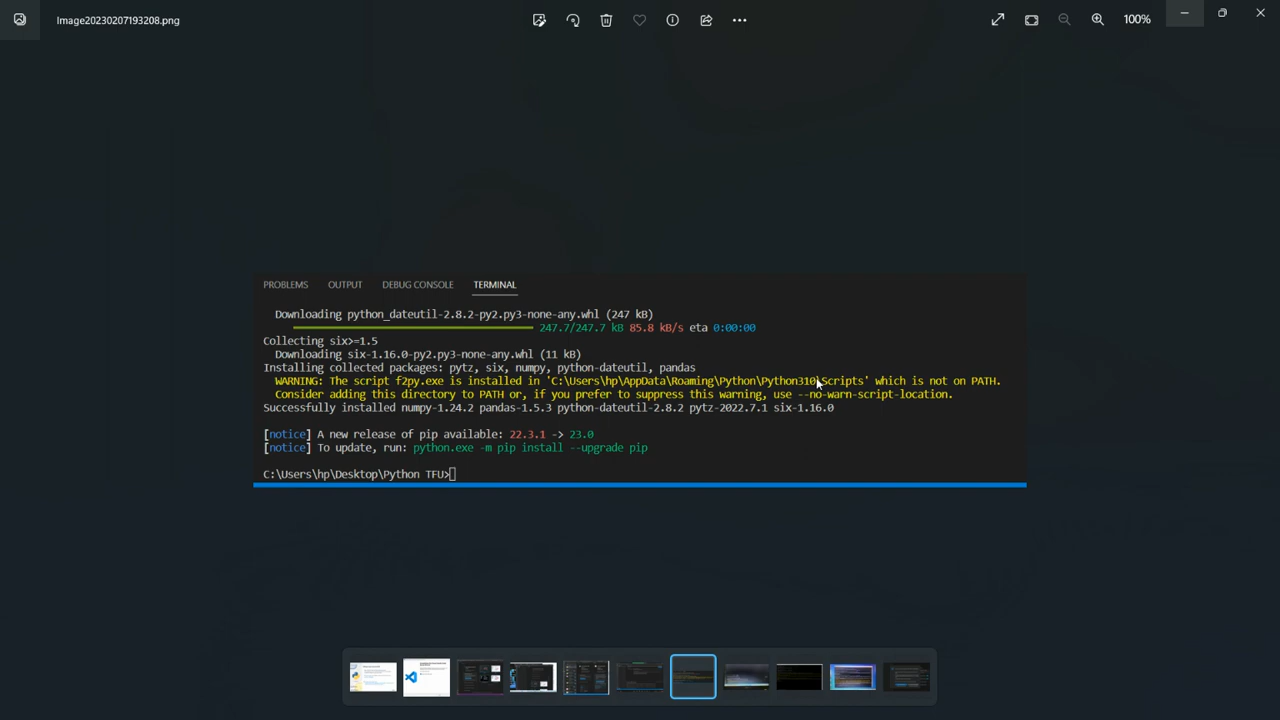 Image20230207193208.png
100%
PROBLEMS OUTPUT DEBUG CONSOLE TERMINAL
Downloading python_dateutil-2.8.2-py2.py3-none-any.whl (247 kB)
247.7/247.7 kB 85.8 kB/s eta 0:00:00
Collecting six>=1.5
Downloading six-1.16.0-py2.py3-none-any.whl (11 kB)
Installing collected packages: pytz, six, numpy, python-dateutil, pandas
WARNING: The script f2py.exe is installed in 'C:\Users\hp\AppData\Roaming\Python\Python310\Scripts' which is not on PATH.
Consider adding this directory to PATH or, if you prefer to suppress this warning, use --no-warn-script-location.
Successfully installed numpy-1.24.2 pandas-1.5.3 python-dateutil-2.8.2 pytz-2022.7.1 six-1.16.0
[notice] A new release of pip available: 22.3.1 -> 23.0
[notice] To update, run: python.exe -m pip install --upgrade pip
C:\Users\hp\Desktop\Python TFU>